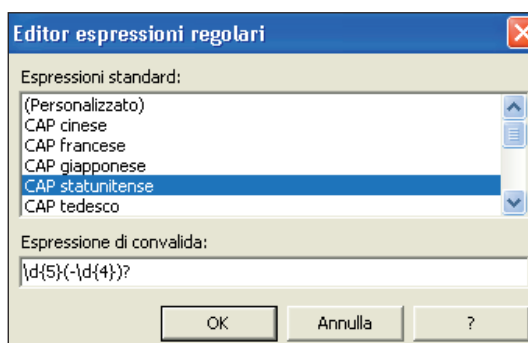 Editor espressioni regolari
Espressioni standard:
(Personalizzato)
CAP cinese
CAP francese
CAP giapponese
CAP statunitense
CAP tedesco
Espressione di convalida:
\d{5}(-\d{4})?
OK Annulla ?